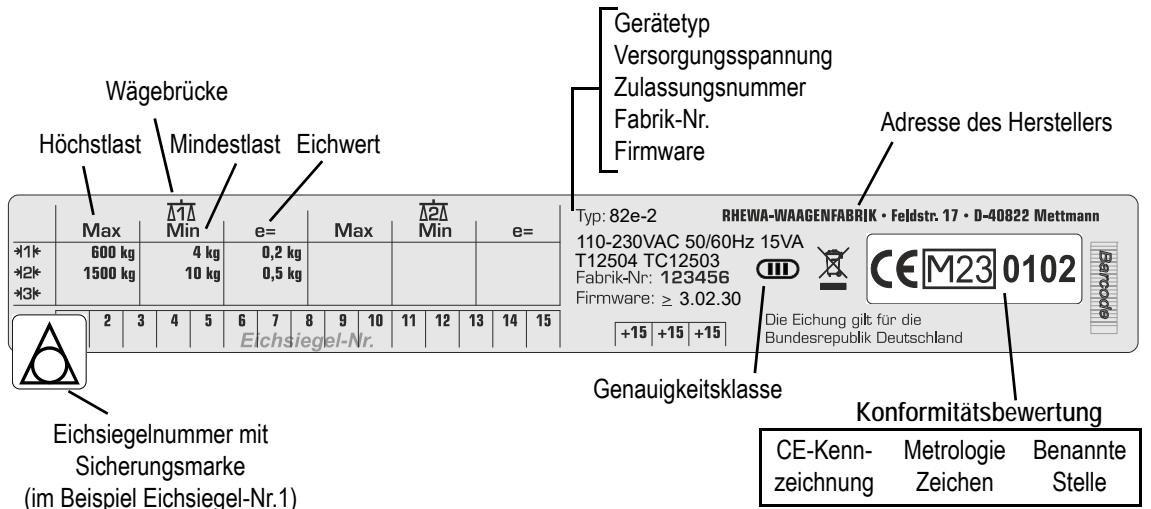 Gerätetyp
Versorgungsspannung
Zulassungsnummer
Fabrik-Nr.
Firmware
Wägebrücke
Höchstlast
Mindestlast
Eichwert
Adresse des Herstellers
1
2
Max Min e= Max Min e=
1 600 kg 4 kg 0,2 kg
2 1500 kg 10 kg 0,5 kg
3
2 3 4 5 6 7 8 9 10 11 12 13 14 15
Eichsiegel-Nr.
Typ: 82e-2
RHEWA-WAAGENFABRIK • Feldstr. 17 • D-40822 Mettmann
110-230VAC 50/60Hz 15VA
T12504 TC12503
Fabrik-Nr: 123456
Firmware: ≥ 3.02.30
+15 +15 +15
III
CE M23 0102
Die Eichung gilt für die
Bundesrepublik Deutschland
Barcode
Genauigkeitsklasse
Eichsiegelnummer mit
Sicherungsmarke
(im Beispiel Eichsiegel-Nr.1)
Konformitätsbewertung
CE-Kenn-
zeichnung
Metrologie
Zeichen
Benannte
Stelle